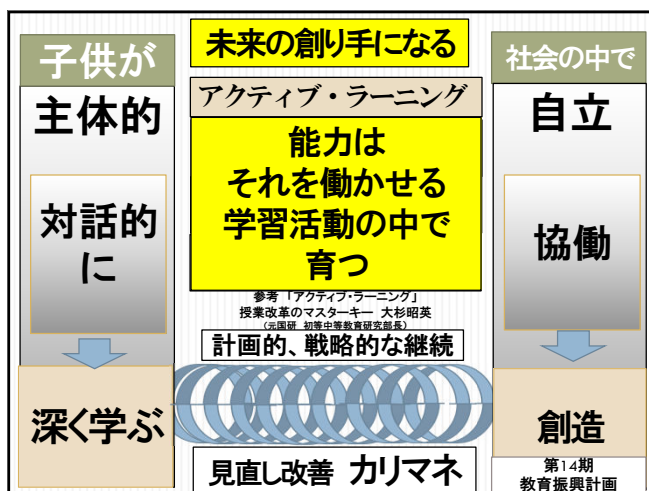 子供が
主体的
対話的
に
深く学ぶ
未来の創り手になる
アクティブ・ラーニング
能力は
それを働かせる
学習活動の中で
育つ
参考 「アクティブ・ラーニング」
授業改革のマスターキー 大杉昭英
(元国研 初等中等教育研究部長)
計画的、戦略的な継続
見直し改善 カリマネ
社会の中で
自立
協働
創造
第14期
教育振興計画